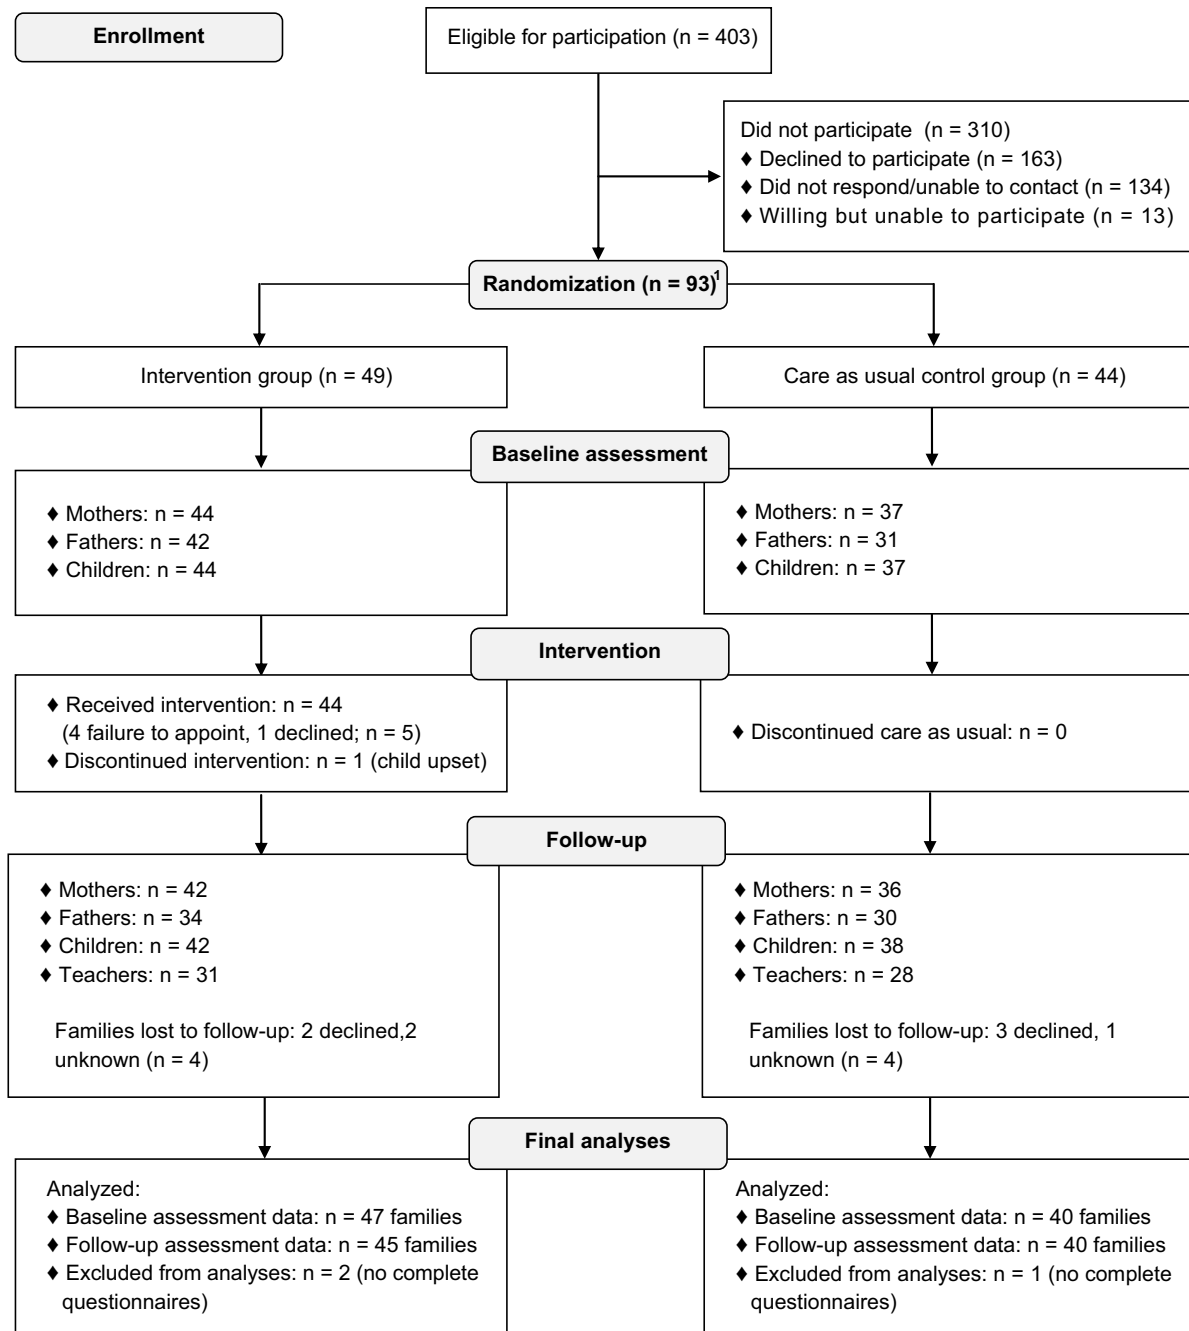 Enrollment
Eligible for participation (n = 403)
Did not participate (n = 310)
♦ Declined to participate (n = 163)
♦ Did not respond/unable to contact (n = 134)
♦ Willing but unable to participate (n = 13)
Randomization (n = 93)¹
Intervention group (n = 49)
Care as usual control group (n = 44)
Baseline assessment
♦ Mothers: n = 44
♦ Fathers: n = 42
♦ Children: n = 44
♦ Mothers: n = 37
♦ Fathers: n = 31
♦ Children: n = 37
Intervention
♦ Received intervention: n = 44
(4 failure to appoint, 1 declined; n = 5)
♦ Discontinued intervention: n = 1 (child upset)
♦ Discontinued care as usual: n = 0
Follow-up
♦ Mothers: n = 42
♦ Fathers: n = 34
♦ Children: n = 42
♦ Teachers: n = 31
Families lost to follow-up: 2 declined,2
unknown (n = 4)
♦ Mothers: n = 36
♦ Fathers: n = 30
♦ Children: n = 38
♦ Teachers: n = 28
Families lost to follow-up: 3 declined, 1
unknown (n = 4)
Final analyses
Analyzed:
♦ Baseline assessment data: n = 47 families
♦ Follow-up assessment data: n = 45 families
♦ Excluded from analyses: n = 2 (no complete
questionnaires)
Analyzed:
♦ Baseline assessment data: n = 40 families
♦ Follow-up assessment data: n = 40 families
♦ Excluded from analyses: n = 1 (no complete
questionnaires)